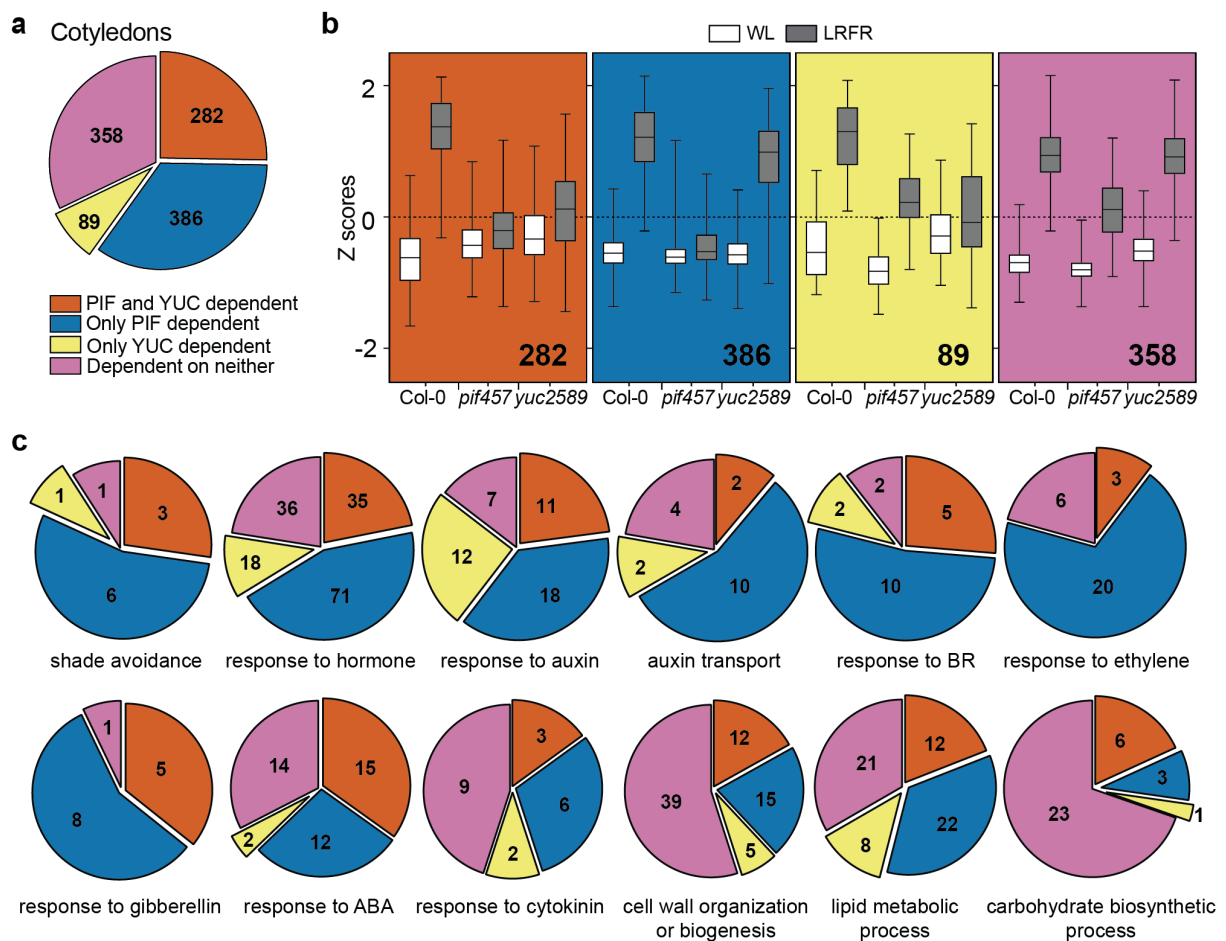 a
Cotyledons
282
386
89
358
PIF and YUC dependent
Only PIF dependent
Only YUC dependent
Dependent on neither
b
WL LRFR
Z scores
2
0
-2
282 386 89 358
Col-0 pif457 yuc2589 Col-0 pif457 yuc2589 Col-0 pif457 yuc2589 Col-0 pif457 yuc2589
c
3
6
1
1
shade avoidance
35
71
18
36
response to hormone
11
18
12
7
response to auxin
2
10
2
4
auxin transport
5
10
2
2
response to BR
3
20
6
response to ethylene
5
8
1
response to gibberellin
15
12
2
14
response to ABA
3
6
2
9
response to cytokinin
12
15
5
39
cell wall organization
or biogenesis
12
22
8
21
lipid metabolic
process
6
3
1
23
carbohydrate biosynthetic
process